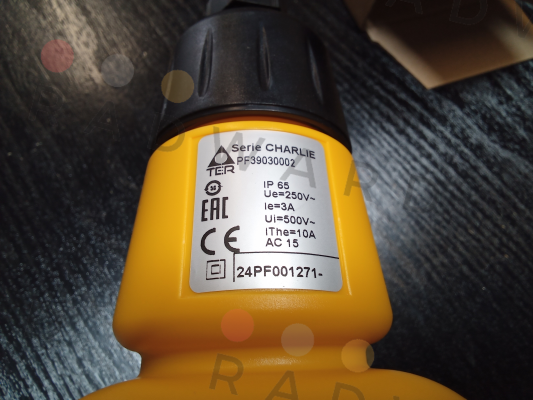 Serie CHARLIE
PF39030002
TER
IP 65
Ue=250V~
Ie=3A
EAC
Ui=500V~
IThe=10A
CE
AC 15
24PF001271-